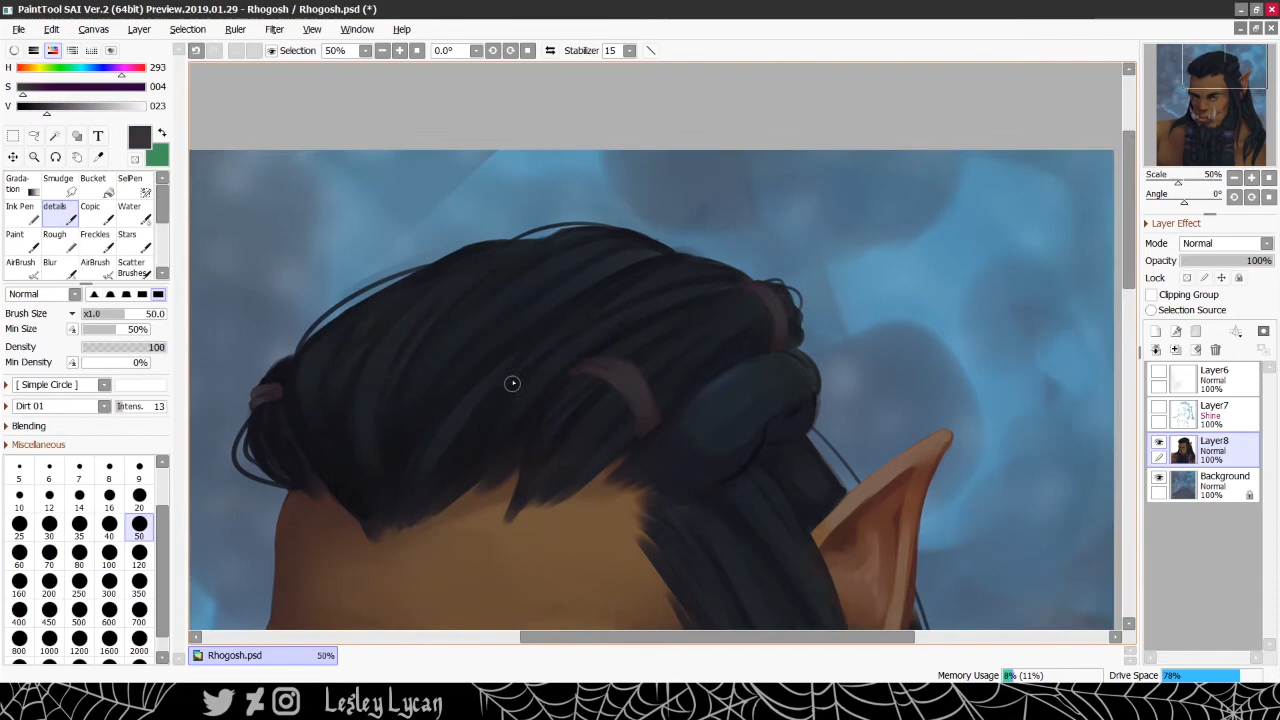 PaintTool SAI Ver.2 (64bit) Preview.2019.01.29 - Rhogosh / Rhogosh.psd (*)
File Edit Canvas Layer Selection Ruler Filter View Window Help
Selection 50% 0.0° Stabilizer 15
H 293
S 004
V 023
T
Grada-tion Smudge Bucket SelPen
Ink Pen details Copic Water
Paint Rough Freckles Stars
AirBrush Blur AirBrush Scatter Brushes
Normal
Brush Size x1.0 50.0
Min Size 50%
Density 100
Min Density 0%
[ Simple Circle ]
Dirt 01 Intens. 13
Blending
Miscellaneous
5 6 7 8 9
10 12 14 16 20
25 30 35 40 50
60 70 80 100 120
160 200 250 300 350
400 450 500 600 700
800 1000 1200 1600 2000
Scale 50%
Angle 0°
Layer Effect
Mode Normal
Opacity 100%
Lock
Clipping Group
Selection Source
Layer6
Normal
100%
Layer7
Shine
100%
Layer8
Normal
100%
Background
Normal
100%
Rhogosh.psd 50%
Memory Usage 8% (11%) Drive Space 78%
Lesley Lycan